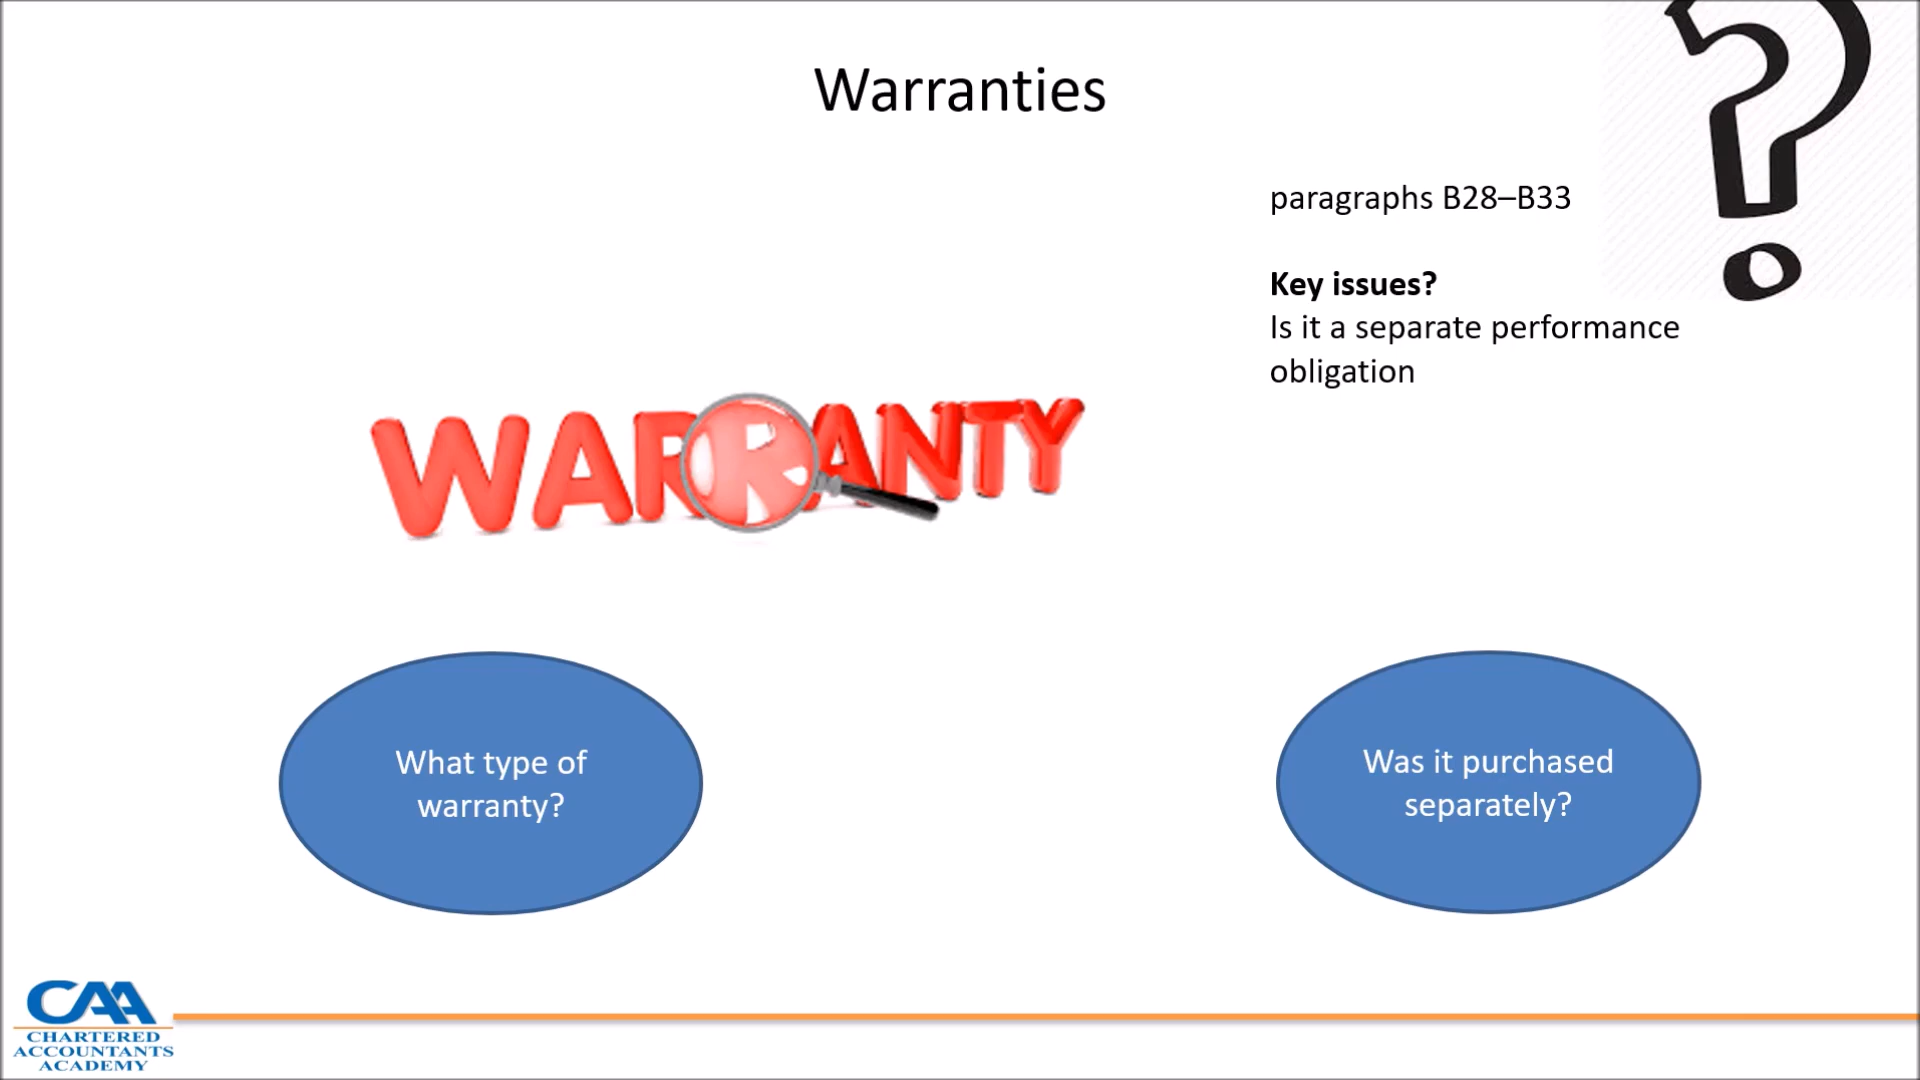 Warranties
paragraphs B28–B33
Key issues?
Is it a separate performance
obligation
WARRANTY
What type of
warranty?
Was it purchased
separately?
CAA
CHARTERED
ACCOUNTANTS
ACADEMY